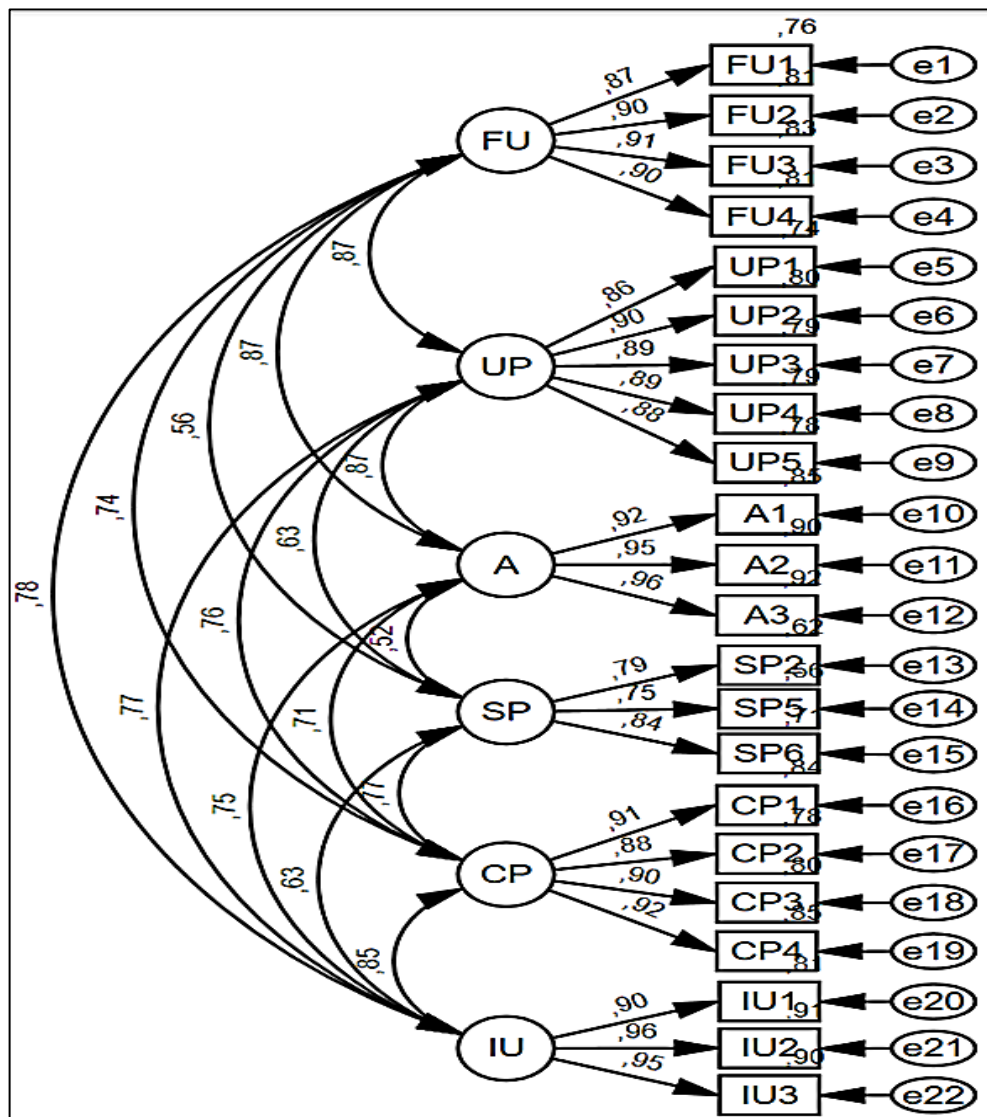 ,76
FU1
e1
,87
,81
FU2
e2
,90
,83
FU
FU3
e3
,91
,81
FU4
e4
,90
,74
,87
UP1
e5
,86
,80
UP2
e6
,90
,79
UP
UP3
e7
,89
,79
UP4
e8
,89
,78
UP5
e9
,88
,85
,87
,56
,87
A1
e10
,92
,90
A
A2
e11
,95
,92
A3
e12
,96
,62
,74
,63
,78
,76
,52
SP2
e13
,79
,56
SP
SP5
e14
,75
,71
SP6
e15
,84
,84
,77
,71
,75
,77
CP1
e16
,91
,78
CP2
e17
,88
,80
CP
CP3
e18
,90
,85
CP4
e19
,92
,81
,63
,85
IU1
e20
,90
,91
IU
IU2
e21
,96
,90
IU3
e22
,95